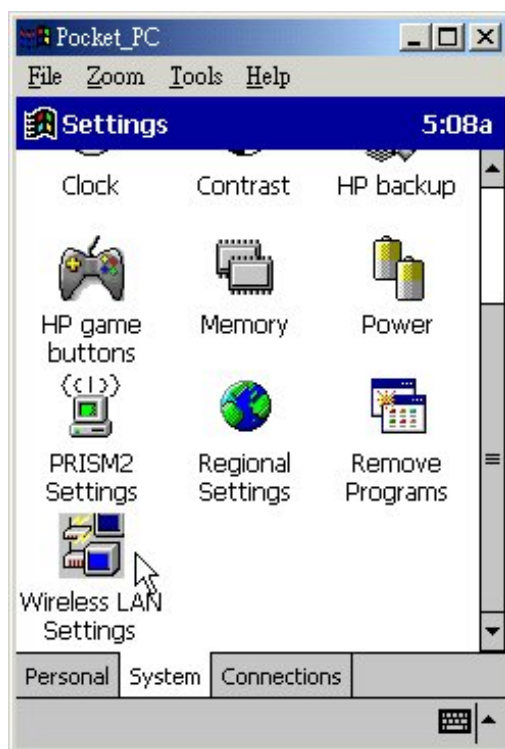 Pocket_PC
File Zoom Tools Help
Settings 5:08a
Clock Contrast HP backup
HP game buttons Memory Power
PRISM2 Settings Regional Settings Remove Programs
Wireless LAN Settings
Personal System Connections